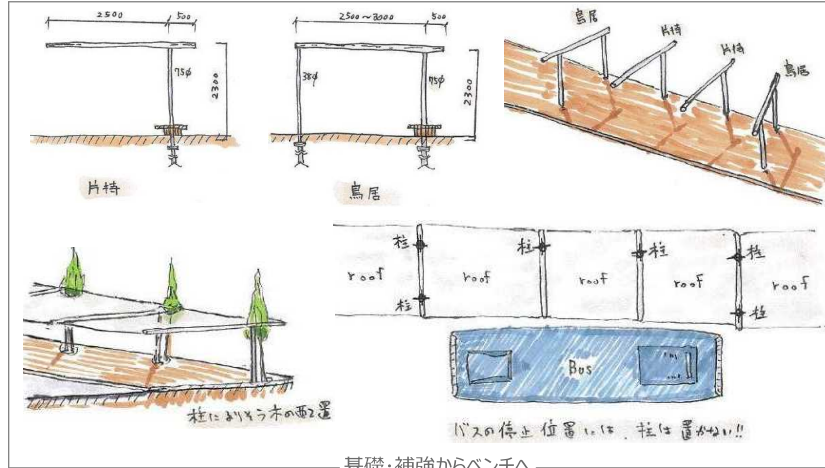 2500
500
75φ
2300
片持
2500〜3000
500
38φ
75φ
2300
鳥居
鳥居
片持
片持
鳥居
柱によりそう木の配置
柱
柱
柱
柱
柱
柱
roof
roof
roof
roof
roof
Bus
バスの停止位置には、柱は置かない!!
基礎・補強からベンチへ